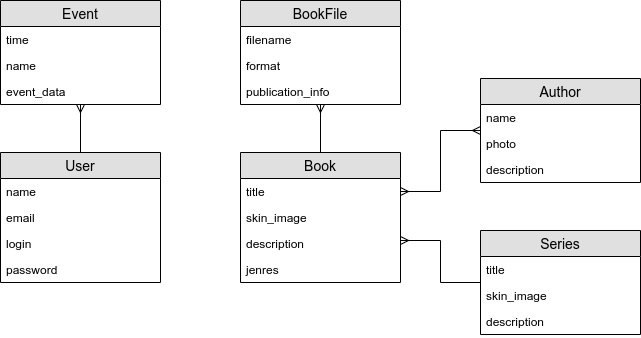 Event
time
name
event_data
BookFile
filename
format
publication_info
Author
name
photo
description
User
name
email
login
password
Book
title
skin_image
description
jenres
Series
title
skin_image
description